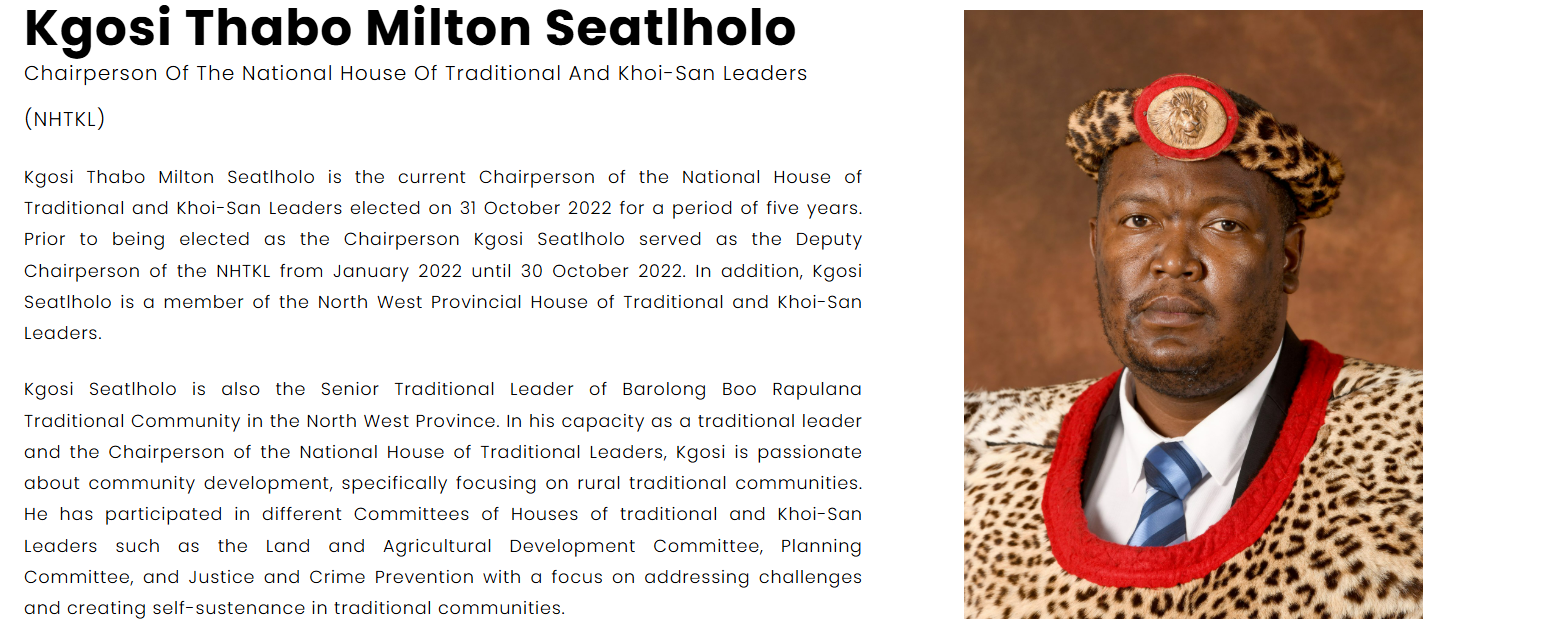 Kgosi Thabo Milton Seatlholo
Chairperson Of The National House Of Traditional And Khoi-San Leaders
(NHTKL)
Kgosi Thabo Milton Seatlholo is the current Chairperson of the National House of
Traditional and Khoi-San Leaders elected on 31 October 2022 for a period of five years.
Prior to being elected as the Chairperson Kgosi Seatlholo served as the Deputy
Chairperson of the NHTKL from January 2022 until 30 October 2022. In addition, Kgosi
Seatlholo is a member of the North West Provincial House of Traditional and Khoi-San
Leaders.
Kgosi Seatlholo is also the Senior Traditional Leader of Barolong Boo Rapulana
Traditional Community in the North West Province. In his capacity as a traditional leader
and the Chairperson of the National House of Traditional Leaders, Kgosi is passionate
about community development, specifically focusing on rural traditional communities.
He has participated in different Committees of Houses of traditional and Khoi-San
Leaders such as the Land and Agricultural Development Committee, Planning
Committee, and Justice and Crime Prevention with a focus on addressing challenges
and creating self-sustenance in traditional communities.